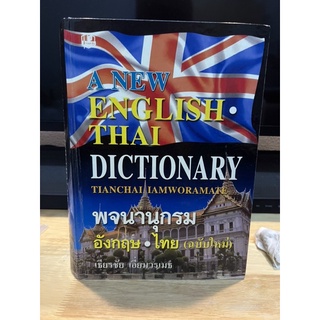 A NEW
ENGLISH •
THAI
DICTIONARY
TIANCHAI IAMWORAMATE
พจนานุกรม
อังกฤษ • ไทย (ฉบับใหม่)
เธียรชัย เอี่ยมวรเมธ